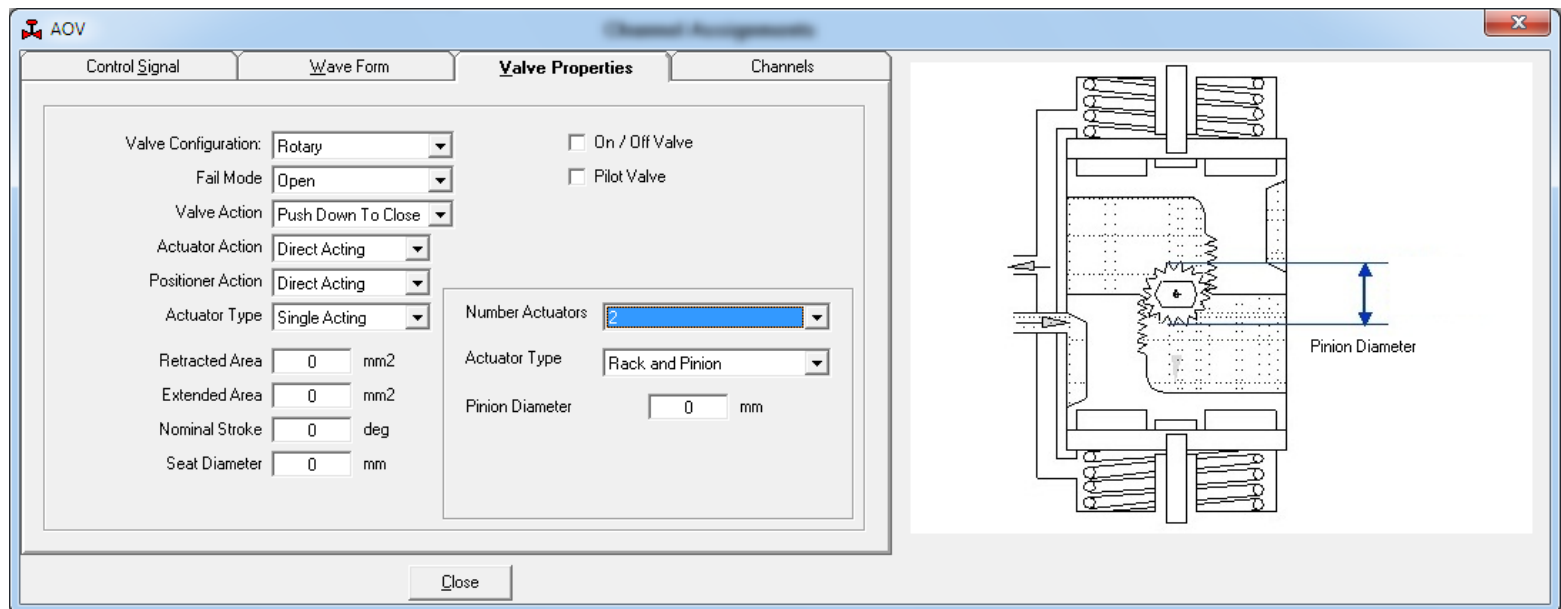 AOV
Control Signal Wave Form Valve Properties Channels
Valve Configuration: Rotary
On / Off Valve
Fail Mode Open
Pilot Valve
Valve Action Push Down To Close
Actuator Action Direct Acting
Positioner Action Direct Acting
Actuator Type Single Acting
Number Actuators 2
Retracted Area 0 mm2
Actuator Type Rack and Pinion
Extended Area 0 mm2
Pinion Diameter 0 mm
Nominal Stroke 0 deg
Seat Diameter 0 mm
Pinion Diameter
Close